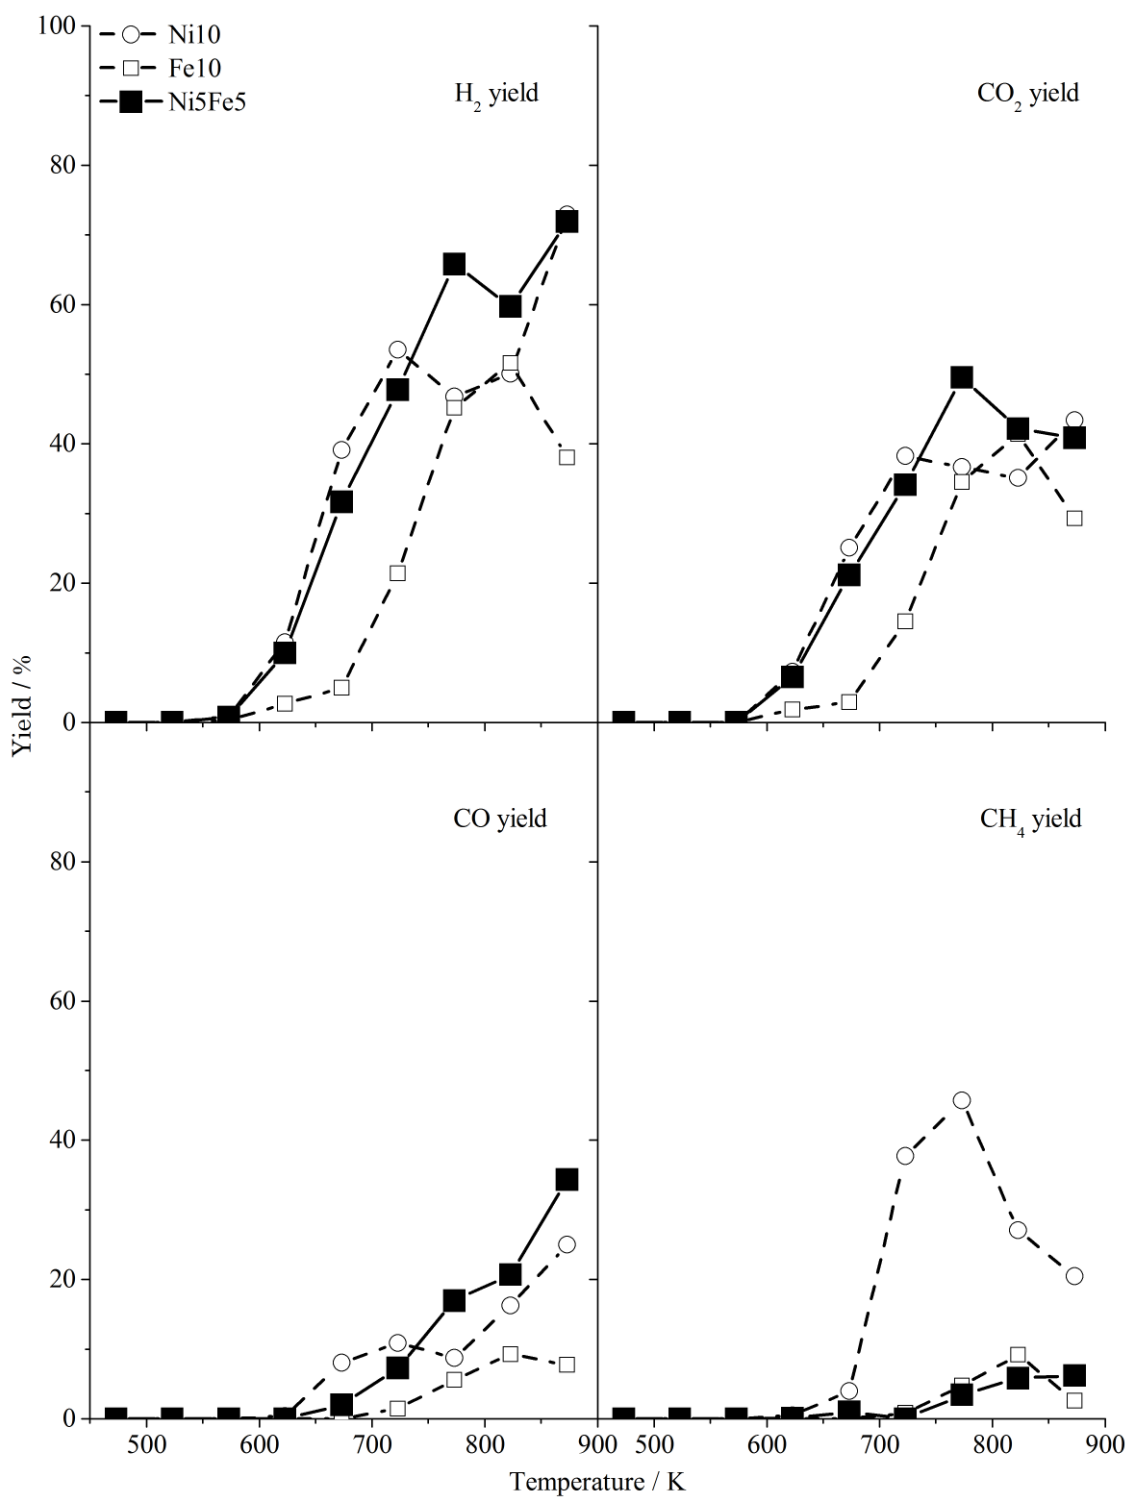 100
Ni10
Fe10
Ni5Fe5
H₂ yield
CO₂ yield
80
60
40
20
0
Yield / %
CO yield
CH₄ yield
80
60
40
20
0
500 600 700 800 900 500 600 700 800 900
Temperature / K